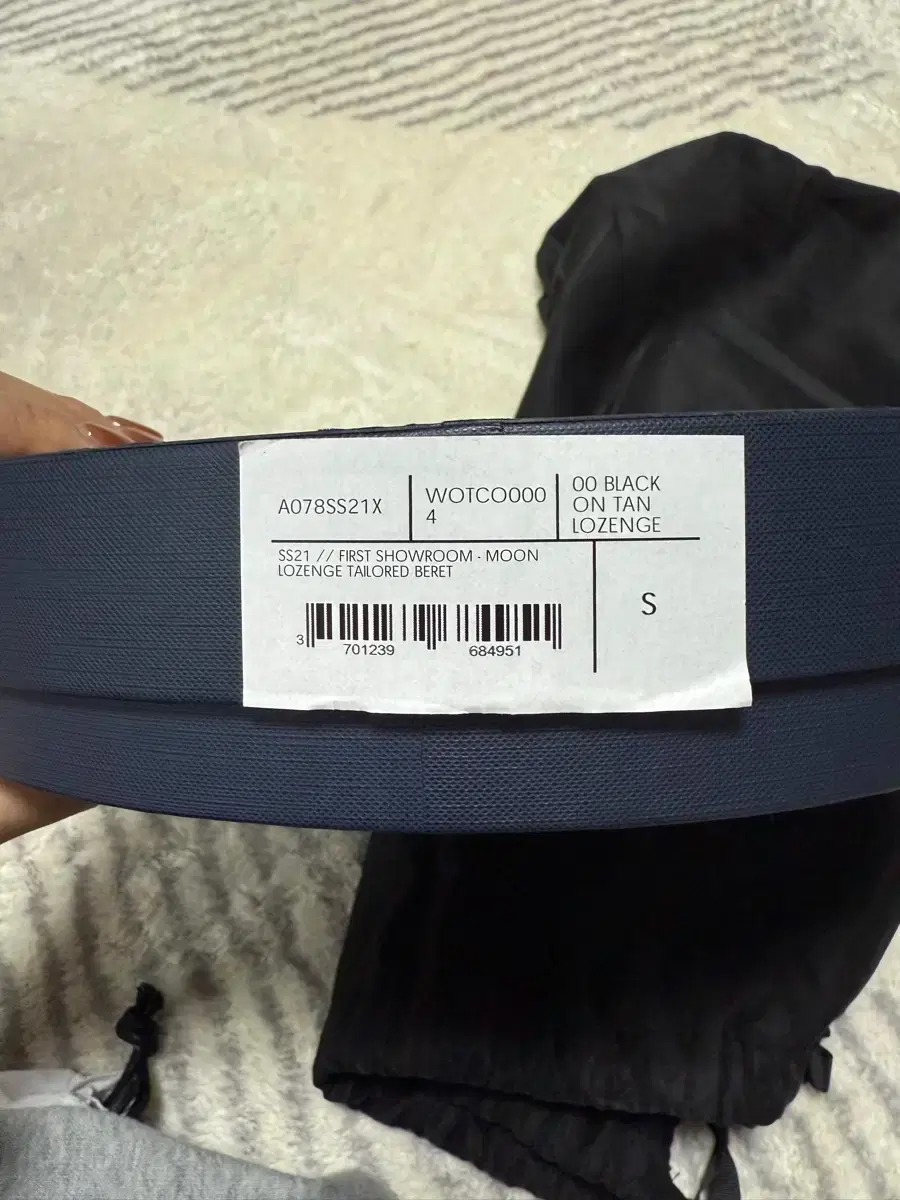 A078SS21X
WOTCO000
4
00 BLACK
ON TAN
LOZENGE
SS21 // FIRST SHOWROOM - MOON
LOZENGE TAILORED BERET
S
3 701239 684951